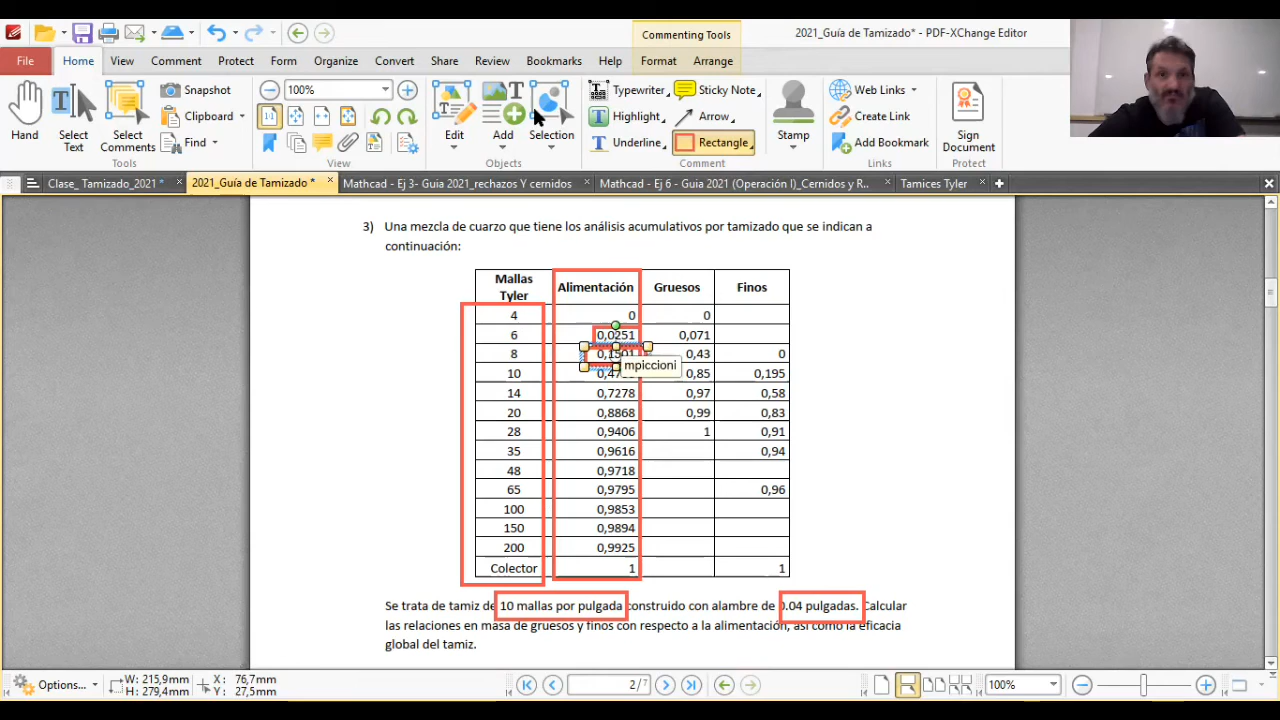 Commenting Tools
2021_Guía de Tamizado* - PDF-XChange Editor
File Home View Comment Protect Form Organize Convert Share Review Bookmarks Help Format Arrange
Hand
Select Text
Select Comments
Snapshot
Clipboard
Find
Tools
100%
View
Edit
Add
Selection
Objects
Typewriter
Highlight
Underline
Sticky Note
Arrow
Rectangle
Comment
Stamp
Web Links
Create Link
Add Bookmark
Links
Sign Document
Protect
Clase_ Tamizado_2021 * 2021_Guía de Tamizado * Mathcad - Ej 3- Guia 2021_rechazos Y cernidos Mathcad - Ej 6 - Guia 2021 (Operación I)_Cernidos y R... Tamices Tyler
3) Una mezcla de cuarzo que tiene los análisis acumulativos por tamizado que se indican a
continuación:
Mallas Tyler Alimentación Gruesos Finos
4 0 0
6 0,0251 0,071
8 0,43 0
10 0,85 0,195
14 0,7278 0,97 0,58
20 0,8868 0,99 0,83
28 0,9406 1 0,91
35 0,9616 0,94
48 0,9718
65 0,9795 0,96
100 0,9853
150 0,9894
200 0,9925
Colector 1 1
mpiccioni
Se trata de tamiz de 10 mallas por pulgada construido con alambre de 0.04 pulgadas. Calcular
las relaciones en masa de gruesos y finos con respecto a la alimentación, así como la eficacia
global del tamiz.
Options...
W: 215,9mm
H: 279,4mm
X: 76,7mm
Y: 27,5mm
2/7
100%